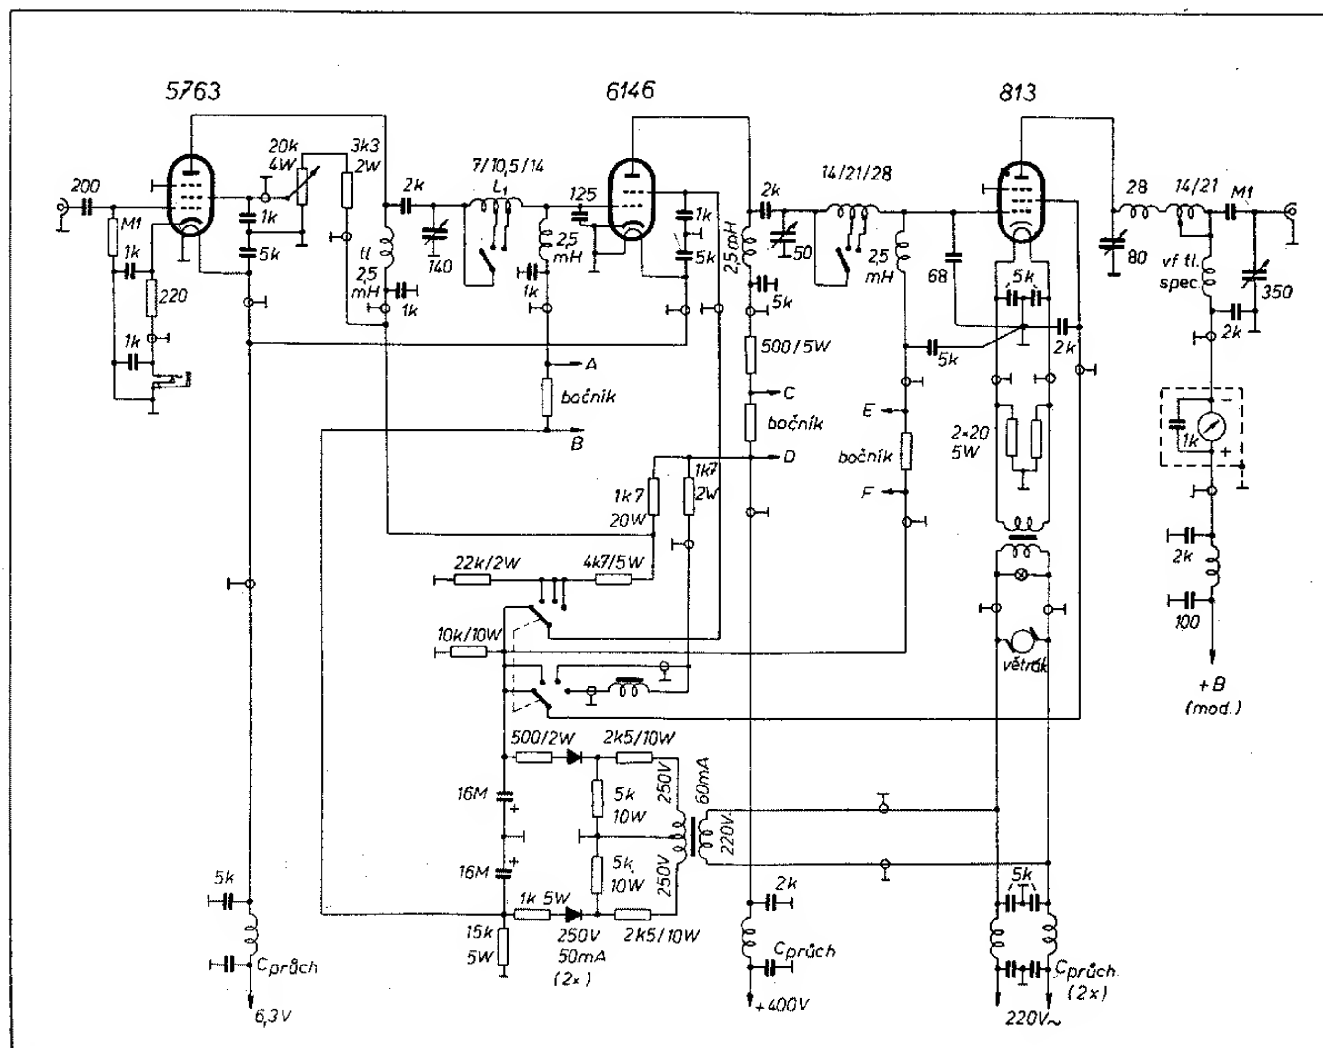 5763
6146
813
200
M1
1k
1k
220
1k
5k
20k
4W
3k3
2W
tl
2,5
mH
1k
2k
140
7/10,5/14
L1
125
2,5
mH
1k
A
bočník
B
1k
5k
2k
50
2,5mH
5k
500/5W
C
bočník
D
14/21/28
2,5
mH
68
5k
E
bočník
F
5k
2k
2×20
5W
28
14/21
M1
80
vf tl.
spec.
350
2k
−
1k
+
2k
100
+B
(mod.)
větrák
1k7
20W
1k7
2W
22k/2W
4k7/5W
10k/10W
500/2W
2k5/10W
16M
+
5k
10W
250V
60mA
220V
16M
+
5k
10W
250V
1k 5W
2k5/10W
15k
5W
250V
50mA
(2x)
5k
Cprůch
6,3V
2k
Cprůch
+400V
5k
Cprůch.
(2x)
220V~